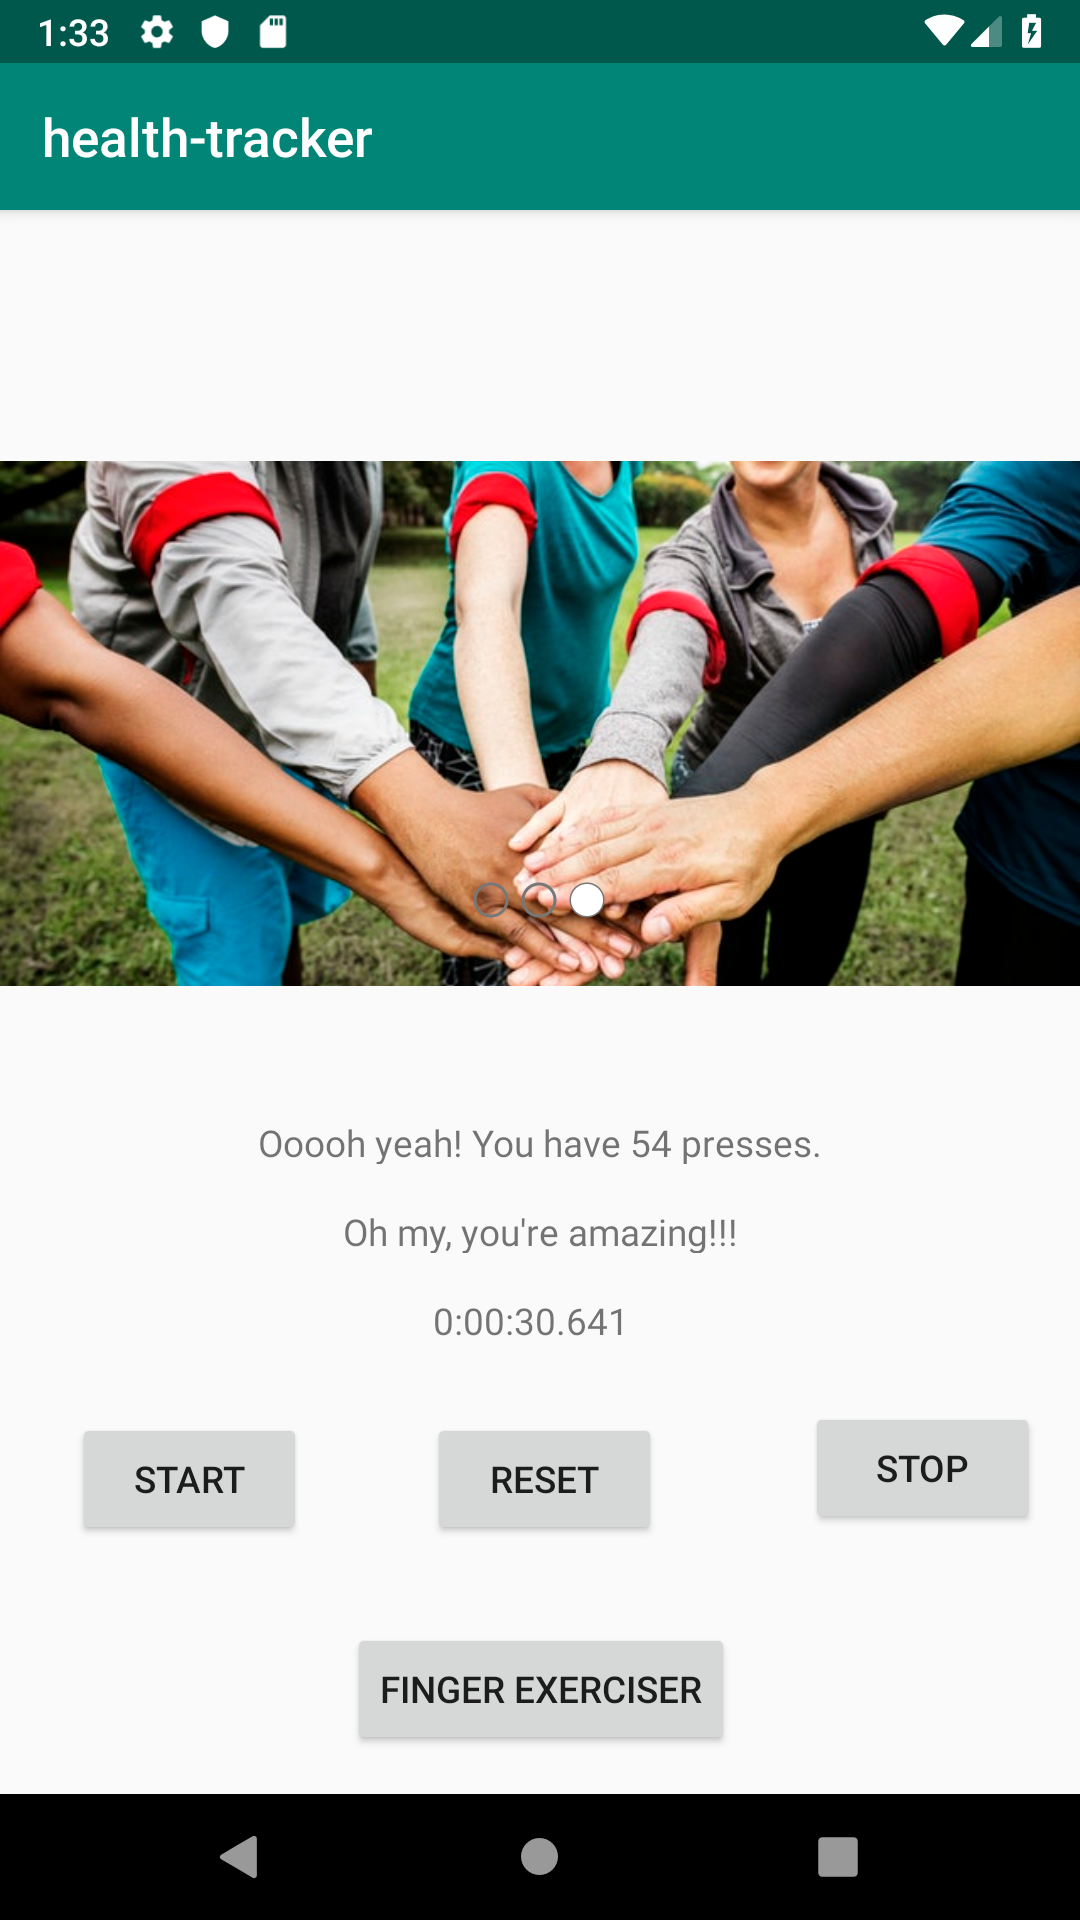 1:33
health-tracker
Ooooh yeah! You have 54 presses.
Oh my, you're amazing!!!
0:00:30.641
START
RESET
STOP
FINGER EXERCISER